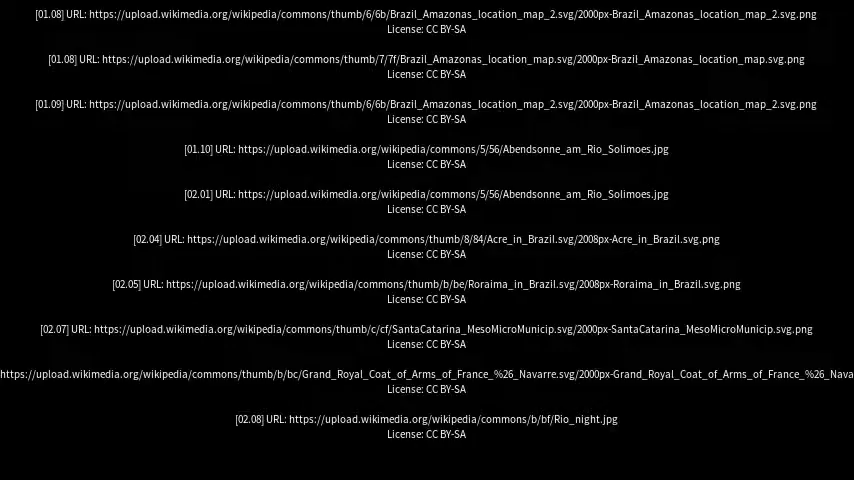 [01.08] URL: https://upload.wikimedia.org/wikipedia/commons/thumb/6/6b/Brazil_Amazonas_location_map_2.svg/2000px-Brazil_Amazonas_location_map_2.svg.png
License: CC BY-SA
[01.08] URL: https://upload.wikimedia.org/wikipedia/commons/thumb/7/7f/Brazil_Amazonas_location_map.svg/2000px-Brazil_Amazonas_location_map.svg.png
License: CC BY-SA
[01.09] URL: https://upload.wikimedia.org/wikipedia/commons/thumb/6/6b/Brazil_Amazonas_location_map_2.svg/2000px-Brazil_Amazonas_location_map_2.svg.png
License: CC BY-SA
[01.10] URL: https://upload.wikimedia.org/wikipedia/commons/5/56/Abendsonne_am_Rio_Solimoes.jpg
License: CC BY-SA
[02.01] URL: https://upload.wikimedia.org/wikipedia/commons/5/56/Abendsonne_am_Rio_Solimoes.jpg
License: CC BY-SA
[02.04] URL: https://upload.wikimedia.org/wikipedia/commons/thumb/8/84/Acre_in_Brazil.svg/2008px-Acre_in_Brazil.svg.png
License: CC BY-SA
[02.05] URL: https://upload.wikimedia.org/wikipedia/commons/thumb/b/be/Roraima_in_Brazil.svg/2008px-Roraima_in_Brazil.svg.png
License: CC BY-SA
[02.07] URL: https://upload.wikimedia.org/wikipedia/commons/thumb/c/cf/SantaCatarina_MesoMicroMunicip.svg/2000px-SantaCatarina_MesoMicroMunicip.svg.png
License: CC BY-SA
https://upload.wikimedia.org/wikipedia/commons/thumb/b/bc/Grand_Royal_Coat_of_Arms_of_France_%26_Navarre.svg/2000px-Grand_Royal_Coat_of_Arms_of_France_%26_Nava
License: CC BY-SA
[02.08] URL: https://upload.wikimedia.org/wikipedia/commons/b/bf/Rio_night.jpg
License: CC BY-SA